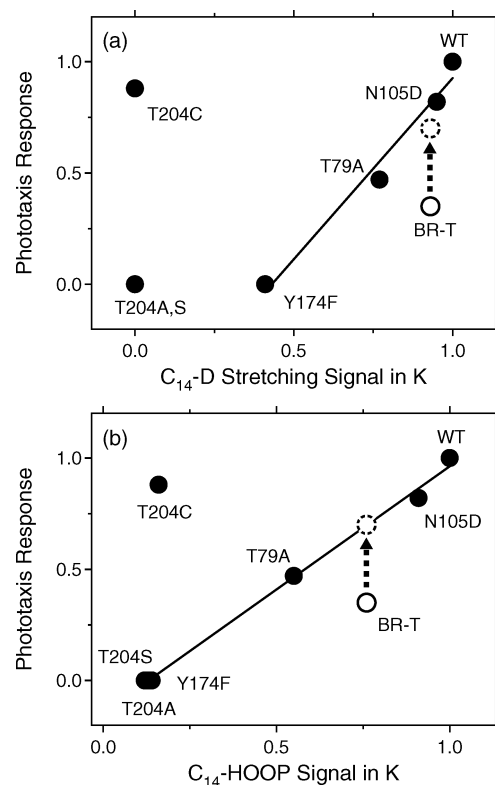 (a)
WT
1.0
N105D
T204C
T79A
0.5
BR-T
0.0
T204A,S
Y174F
0.0
0.5
1.0
Phototaxis Response
C₁₄-D Stretching Signal in K
(b)
WT
1.0
T204C
N105D
T79A
0.5
BR-T
T204S
0.0
Y174F
T204A
0.0
0.5
1.0
Phototaxis Response
C₁₄-HOOP Signal in K